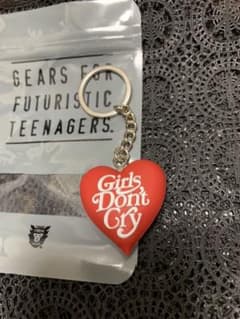 GEARS FOR
FUTURISTIC
TEENAGERS.
Girls
Don't
Cry